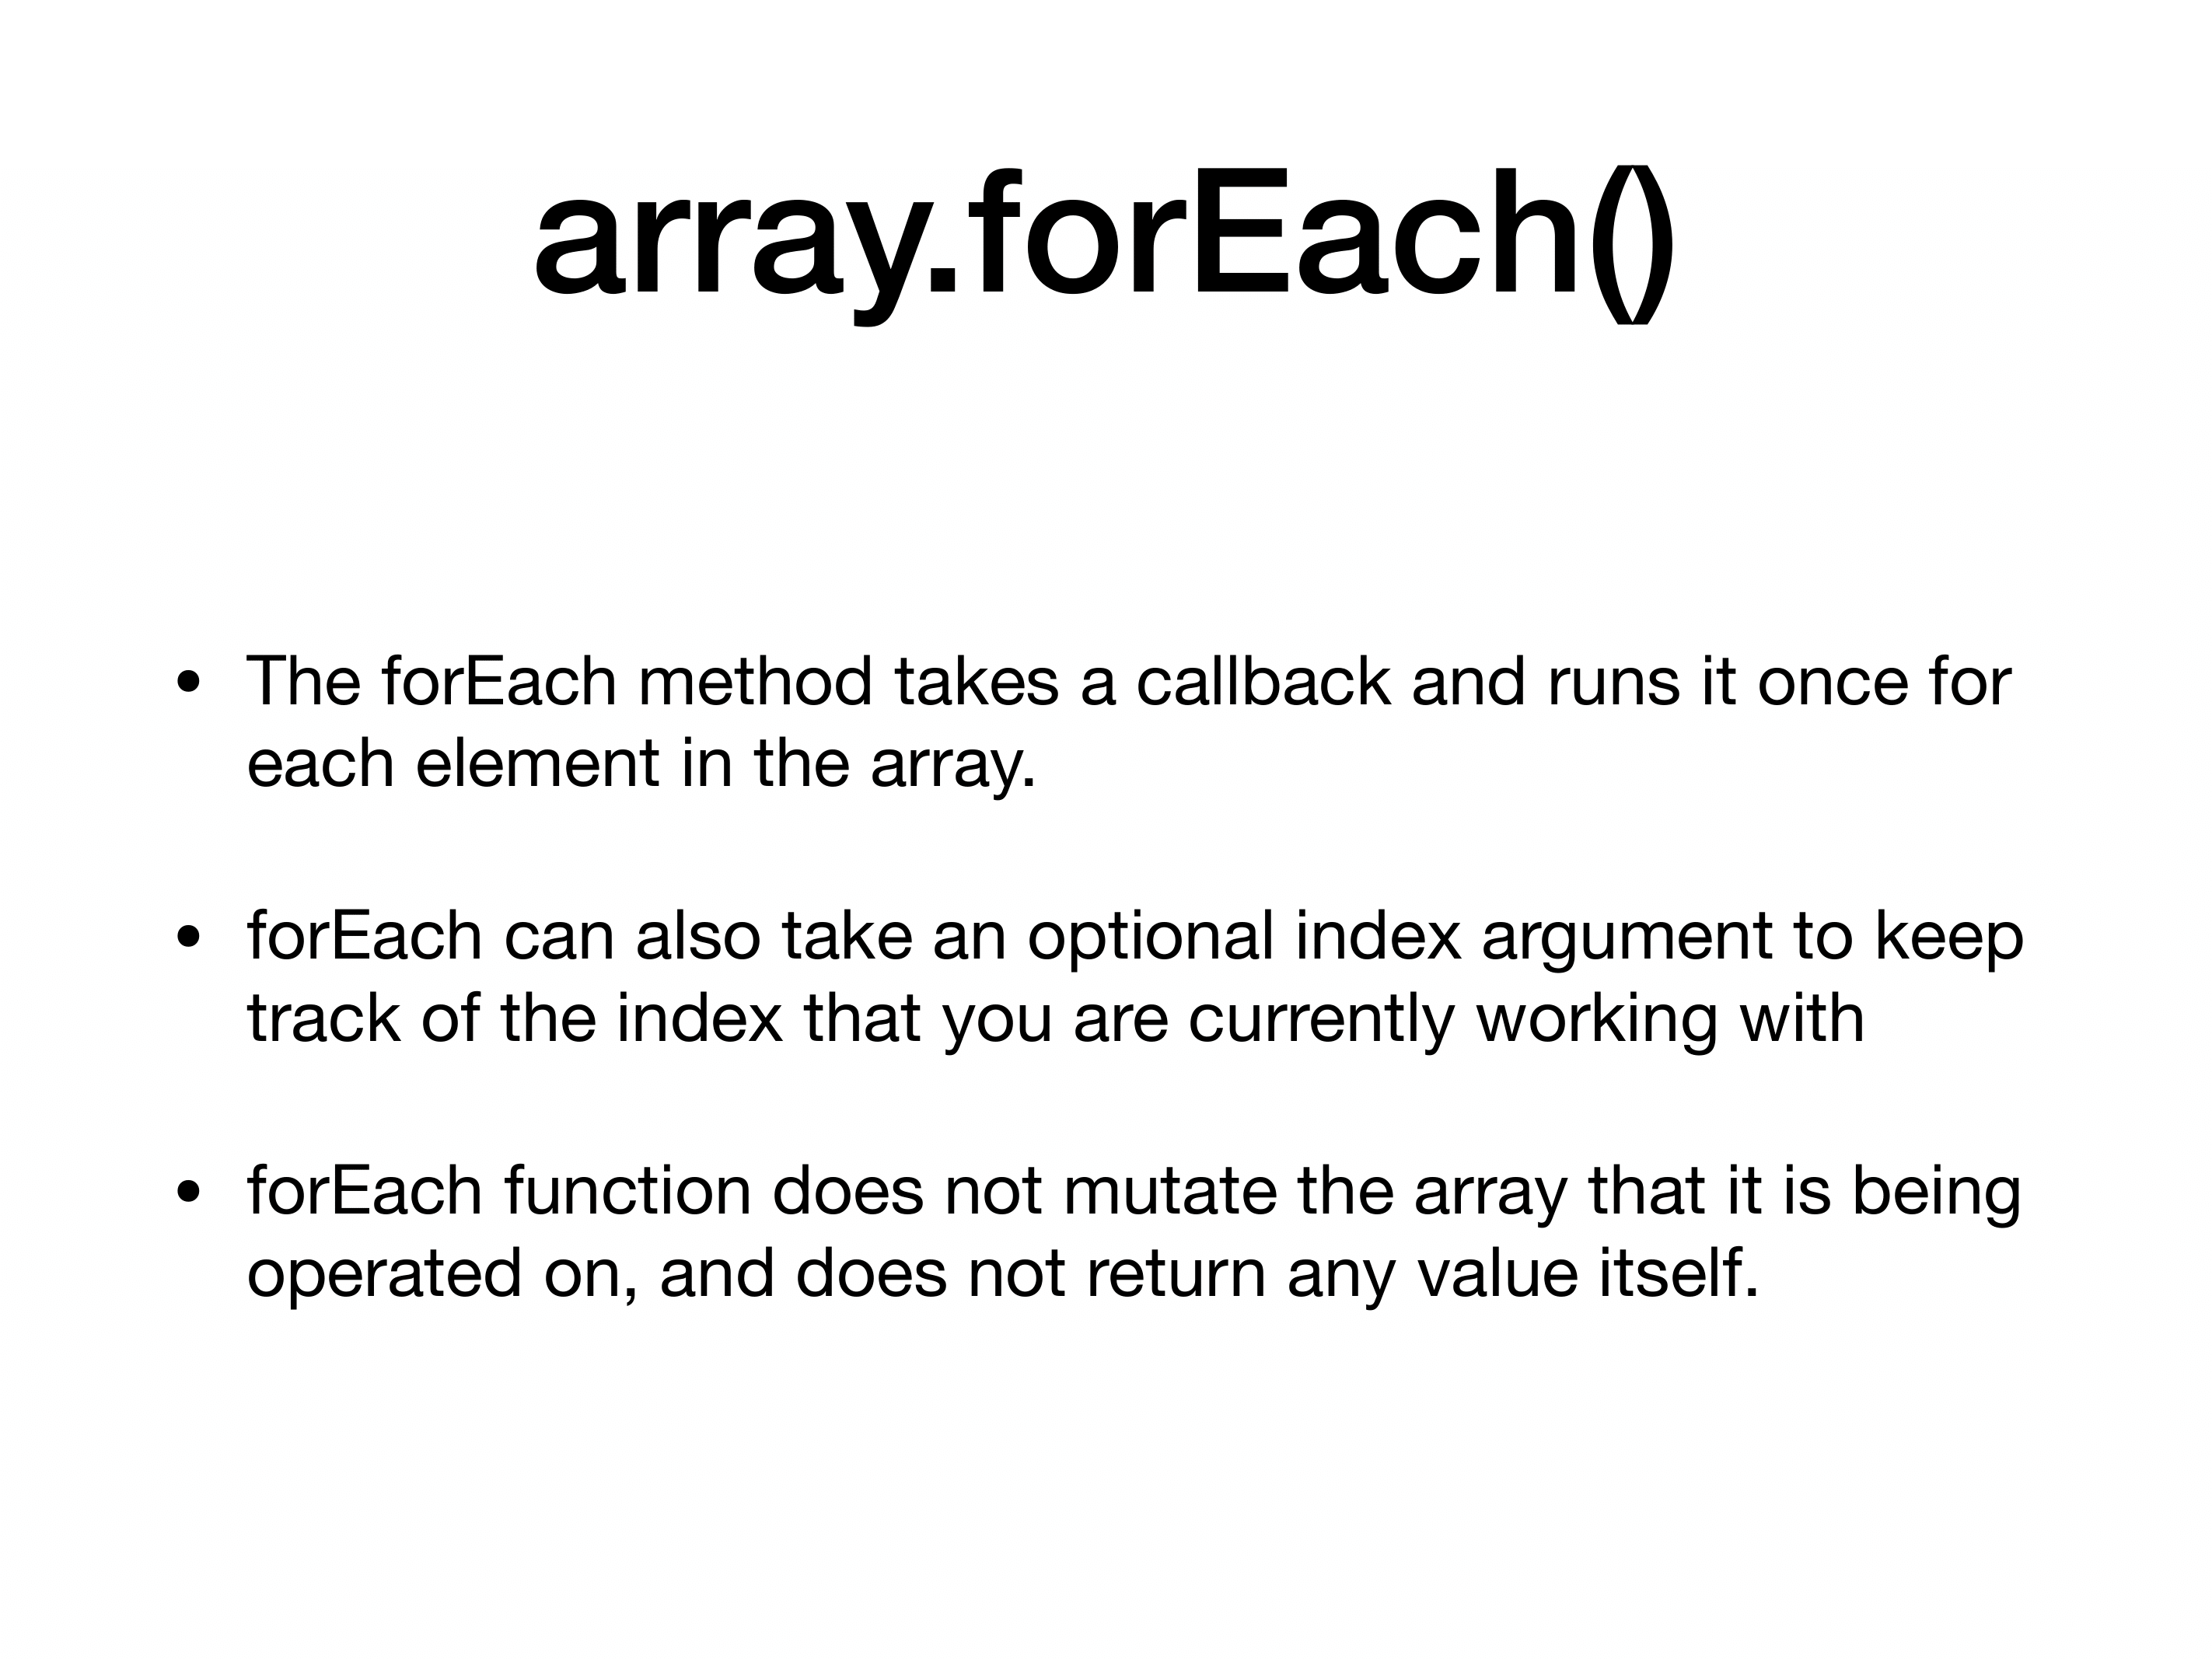 array.forEach()
• The forEach method takes a callback and runs it once for
each element in the array.
• forEach can also take an optional index argument to keep
track of the index that you are currently working with
• forEach function does not mutate the array that it is being
operated on, and does not return any value itself.